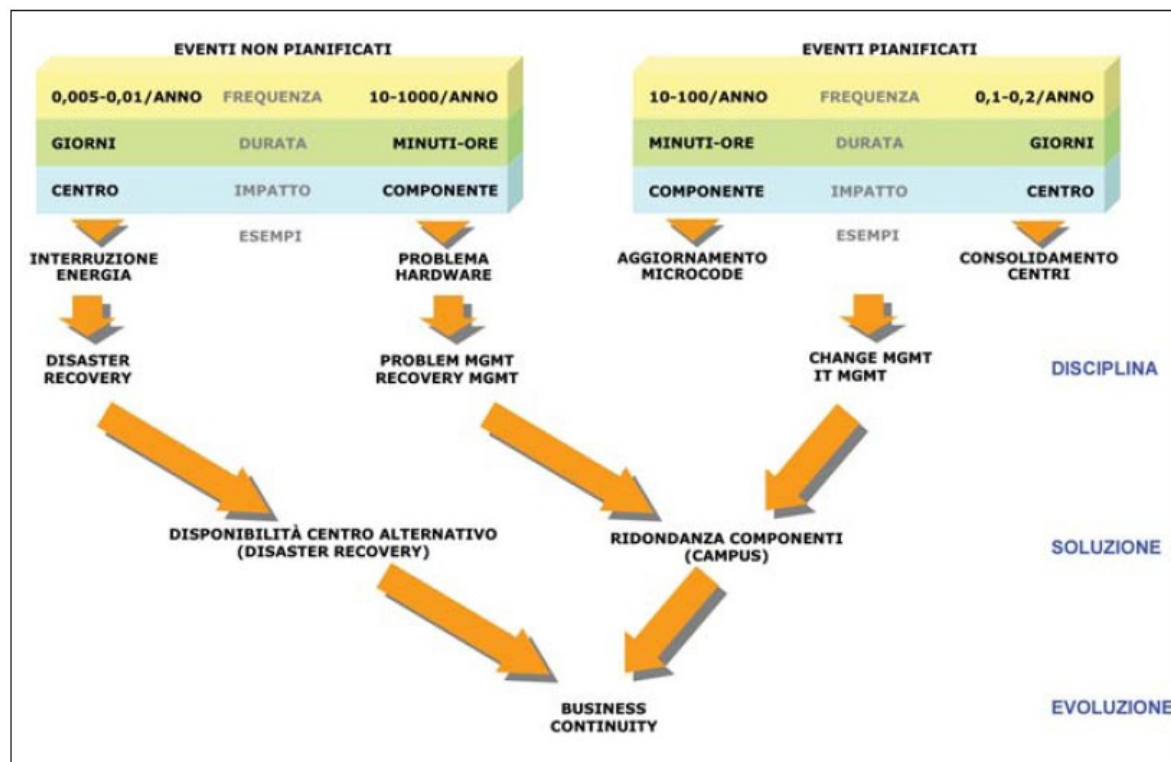 EVENTI NON PIANIFICATI
0,005-0,01/ANNO FREQUENZA 10-1000/ANNO
GIORNI DURATA MINUTI-ORE
CENTRO IMPATTO COMPONENTE
ESEMPI
INTERRUZIONE
ENERGIA
PROBLEMA
HARDWARE
EVENTI PIANIFICATI
10-100/ANNO FREQUENZA 0,1-0,2/ANNO
MINUTI-ORE DURATA GIORNI
COMPONENTE IMPATTO CENTRO
ESEMPI
AGGIORNAMENTO
MICROCODE
CONSOLIDAMENTO
CENTRI
DISASTER
RECOVERY
PROBLEM MGMT
RECOVERY MGMT
CHANGE MGMT
IT MGMT
DISCIPLINA
DISPONIBILITÀ CENTRO ALTERNATIVO
(DISASTER RECOVERY)
RIDONDANZA COMPONENTI
(CAMPUS)
SOLUZIONE
BUSINESS
CONTINUITY
EVOLUZIONE